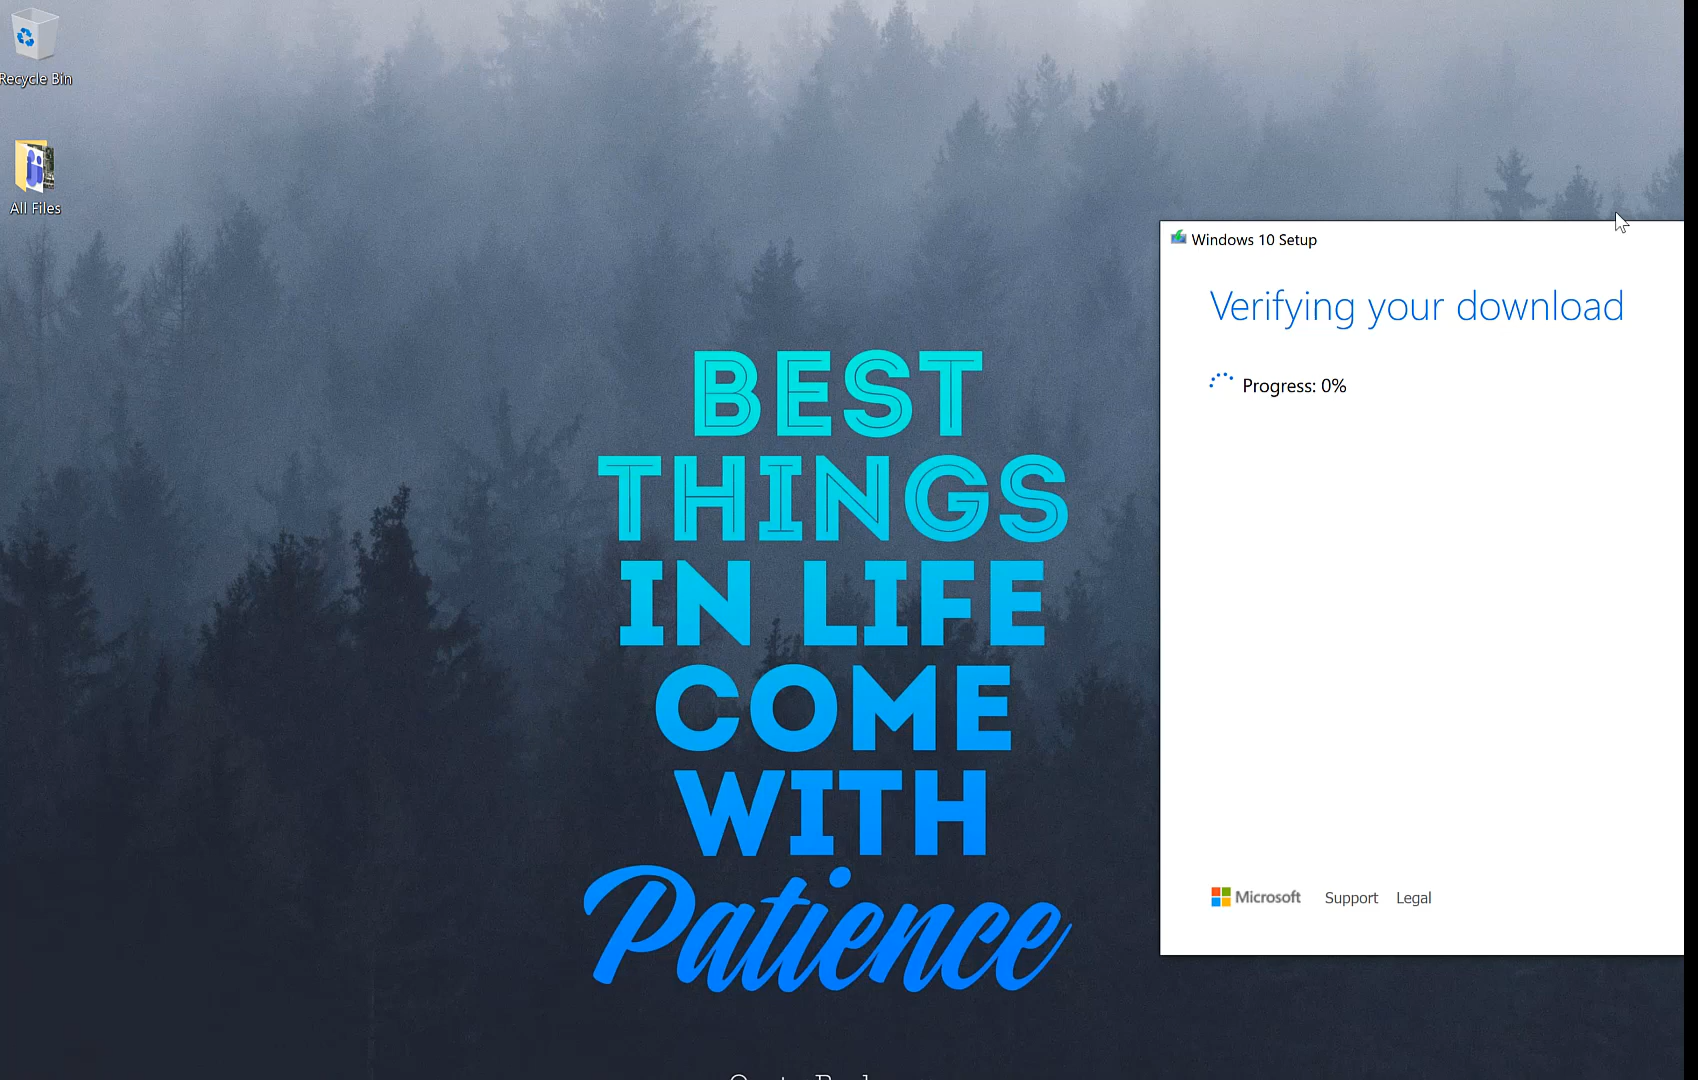 Recycle Bin
All Files
Windows 10 Setup
Verifying your download
Progress: 0%
BEST
THINGS
IN LIFE
COME
WITH
Patience
Microsoft Support Legal